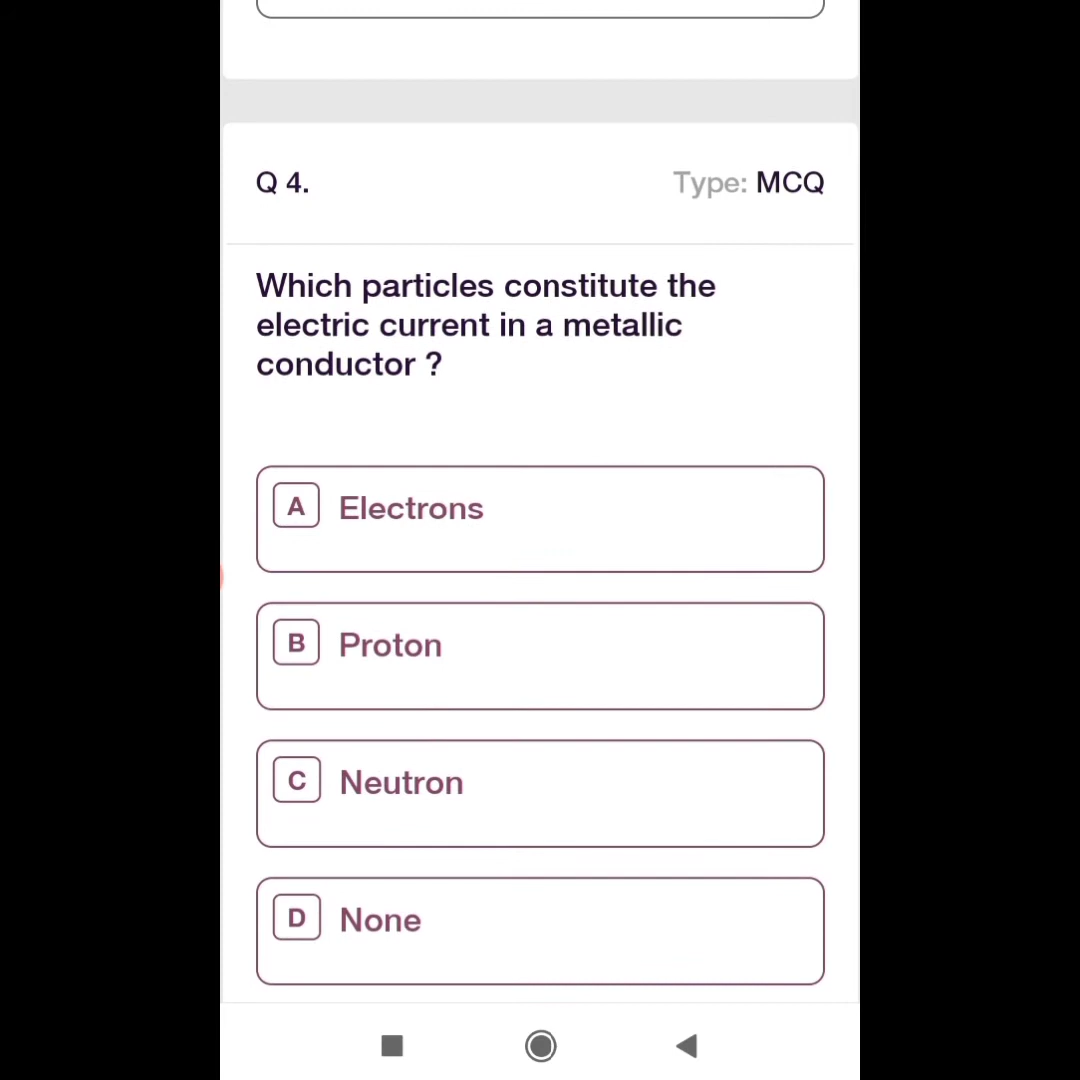 Q 4.
Type: MCQ
Which particles constitute the
electric current in a metallic
conductor ?
A Electrons
B Proton
C Neutron
D None